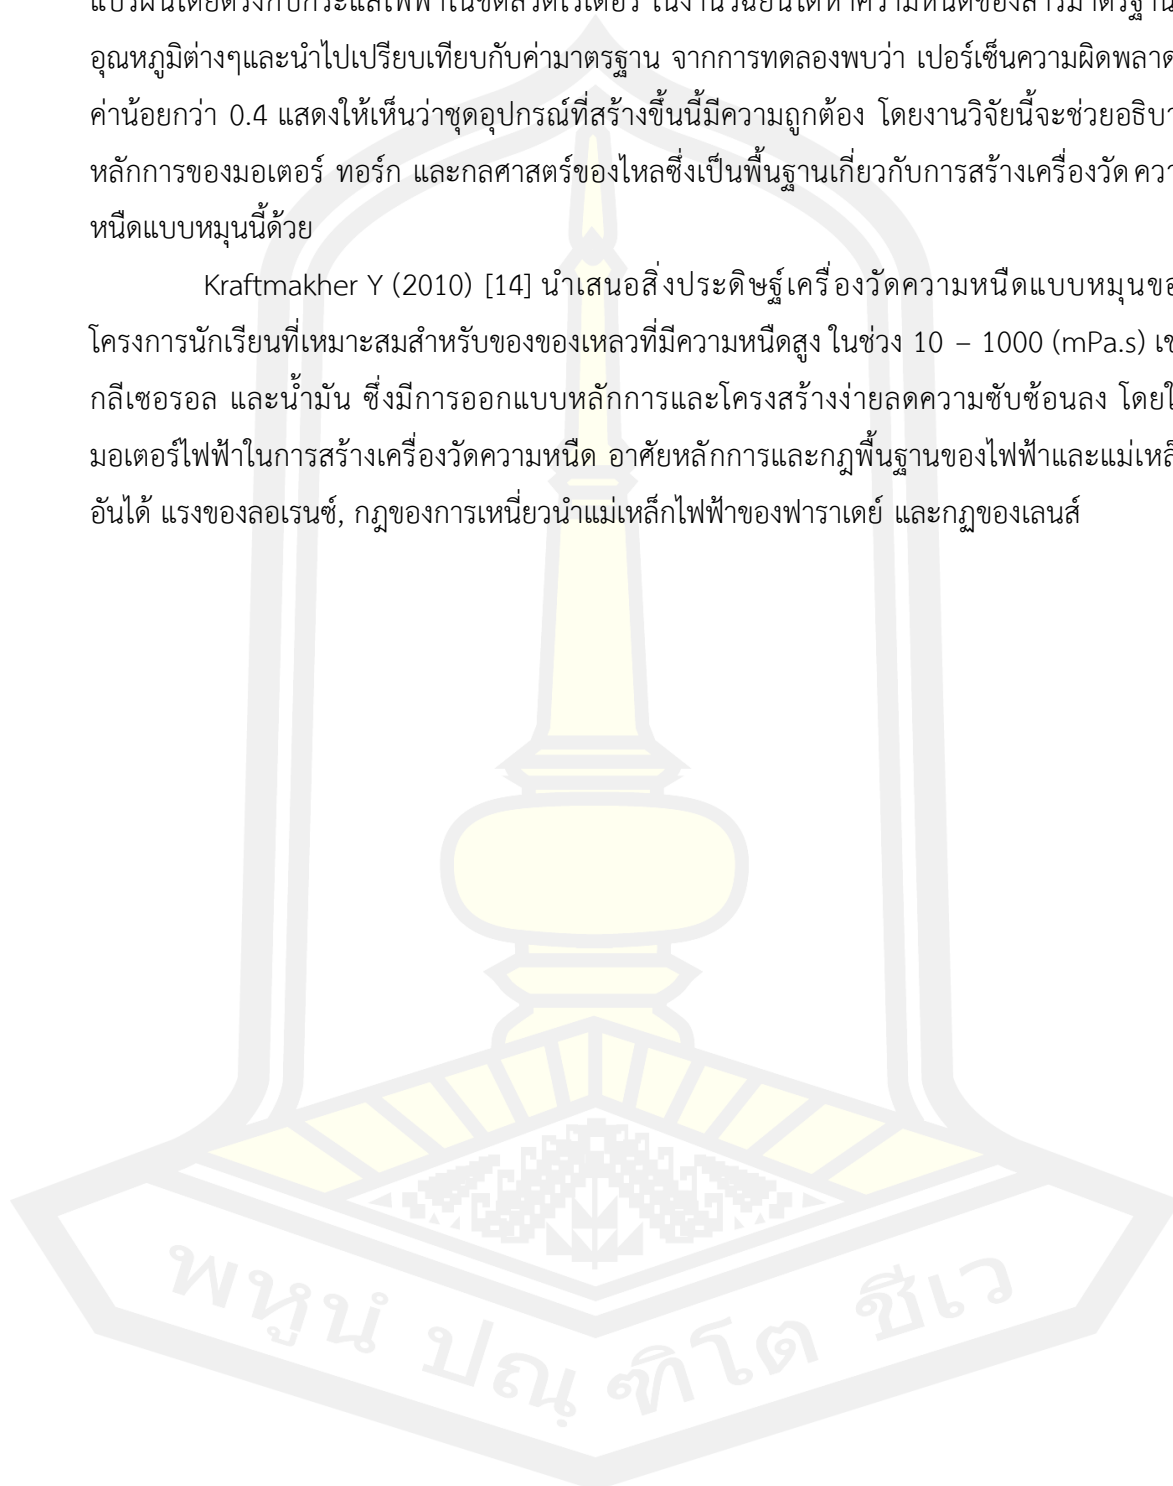 อุณหภูมิต่างๆและนำไปเปรียบเทียบกับค่ามาตรฐาน จากการทดลองพบว่า เปอร์เซ็นความผิดพลาด
ค่าน้อยกว่า 0.4 แสดงให้เห็นว่าชุดอุปกรณ์ที่สร้างขึ้นนี้มีความถูกต้อง โดยงานวิจัยนี้จะช่วยอธิบา
หลักการของมอเตอร์ ทอร์ก และกลศาสตร์ของไหลซึ่งเป็นพื้นฐานเกี่ยวกับการสร้างเครื่องวัด ควา
หนืดแบบหมุนนี้ด้วย
Kraftmakher Y (2010) [14] นำเสนอสิ่งประดิษฐ์เครื่องวัดความหนืดแบบหมุนขอ
โครงการนักเรียนที่เหมาะสมสำหรับของของเหลวที่มีความหนืดสูง ในช่วง 10 – 1000 (mPa.s) เช
กลีเซอรอล และน้ำมัน ซึ่งมีการออกแบบหลักการและโครงสร้างง่ายลดความซับซ้อนลง โดยใ
มอเตอร์ไฟฟ้าในการสร้างเครื่องวัดความหนืด อาศัยหลักการและกฎพื้นฐานของไฟฟ้าและแม่เหล็
อันได้ แรงของลอเรนซ์, กฎของการเหนี่ยวนำแม่เหล็กไฟฟ้าของฟาราเดย์ และกฏของเลนส์
พหูนํ ปณฺฑิโต ชีเว